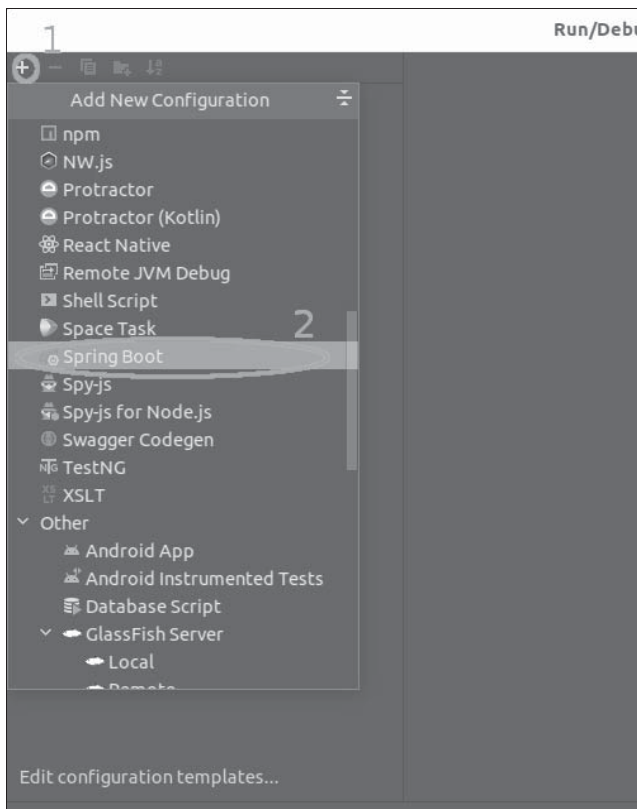 1
Run/Debu
Add New Configuration
npm
NW.js
Protractor
Protractor (Kotlin)
React Native
Remote JVM Debug
Shell Script
Space Task
2
Spring Boot
Spy-js
Spy-js for Node.js
Swagger Codegen
TestNG
XSLT
Other
Android App
Android Instrumented Tests
Database Script
GlassFish Server
Local
Remote
Edit configuration templates...